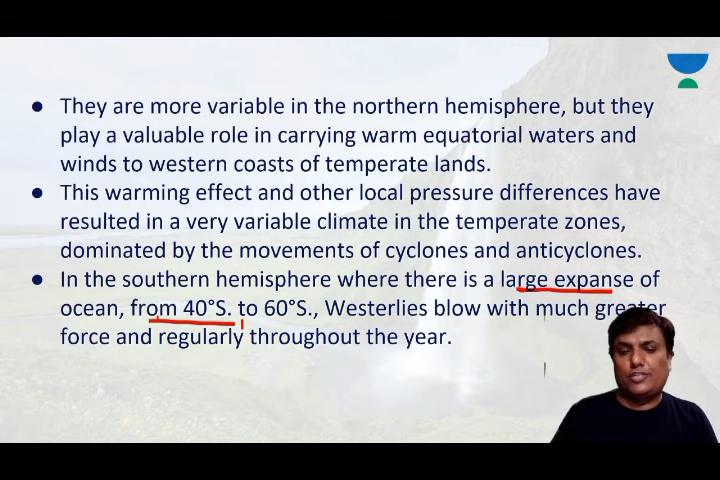 ● They are more variable in the northern hemisphere, but they
play a valuable role in carrying warm equatorial waters and
winds to western coasts of temperate lands.
● This warming effect and other local pressure differences have
resulted in a very variable climate in the temperate zones,
dominated by the movements of cyclones and anticyclones.
● In the southern hemisphere where there is a large expanse of
ocean, from 40°S. to 60°S., Westerlies blow with much greater
force and regularly throughout the year.